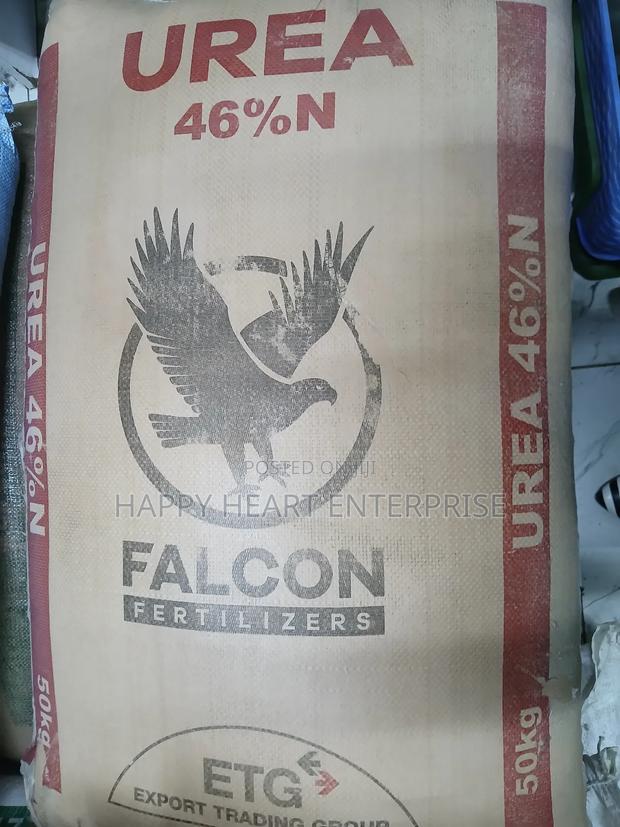 UREA
46%N
UREA 46%N
UREA 46%N
POSTED ON JIJI
HAPPY HEART ENTERPRISE
FALCON
FERTILIZERS
50kg
50kg
ETG
EXPORT TRADING GROUP